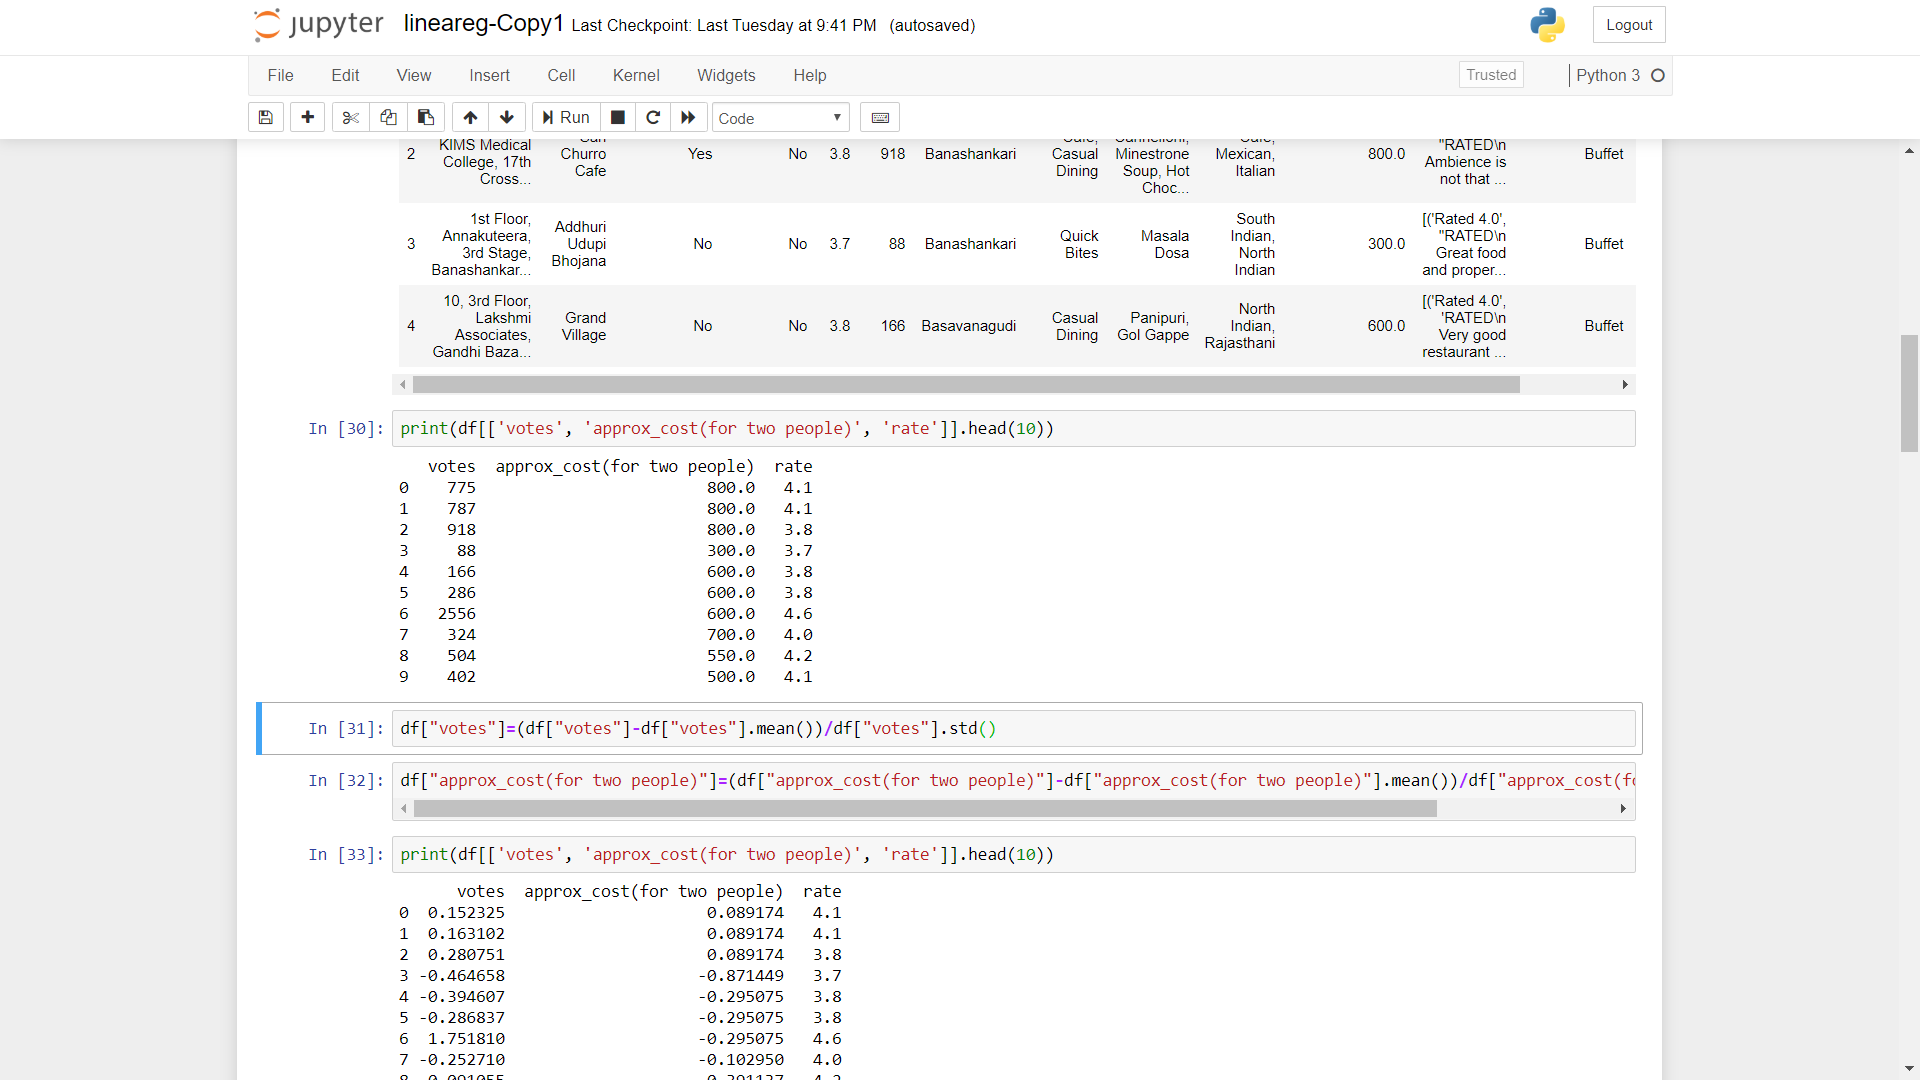 jupyter lineareg-Copy1 Last Checkpoint: Last Tuesday at 9:41 PM (autosaved) Logout
File Edit View Insert Cell Kernel Widgets Help Trusted Python 3
Run Code
2 KIMS Medical College, 17th Cross... Churro Cafe Yes No 3.8 918 Banashankari Casual Dining Minestrone Soup, Hot Choc... Mexican, Italian 800.0 "RATED\n Ambience is not that ... Buffet
3 1st Floor, Annakuteera, 3rd Stage, Banashankar... Addhuri Udupi Bhojana No No 3.7 88 Banashankari Quick Bites Masala Dosa South Indian, North Indian 300.0 [('Rated 4.0', "RATED\n Great food and proper... Buffet
4 10, 3rd Floor, Lakshmi Associates, Gandhi Baza... Grand Village No No 3.8 166 Basavanagudi Casual Dining Panipuri, Gol Gappe North Indian, Rajasthani 600.0 [('Rated 4.0', 'RATED\n Very good restaurant ... Buffet
In [30]: print(df[['votes', 'approx_cost(for two people)', 'rate']].head(10))
votes approx_cost(for two people) rate
0 775 800.0 4.1
1 787 800.0 4.1
2 918 800.0 3.8
3 88 300.0 3.7
4 166 600.0 3.8
5 286 600.0 3.8
6 2556 600.0 4.6
7 324 700.0 4.0
8 504 550.0 4.2
9 402 500.0 4.1
In [31]: df["votes"]=(df["votes"]-df["votes"].mean())/df["votes"].std()
In [32]: df["approx_cost(for two people)"]=(df["approx_cost(for two people)"]-df["approx_cost(for two people)"].mean())/df["approx_cost(fo
In [33]: print(df[['votes', 'approx_cost(for two people)', 'rate']].head(10))
votes approx_cost(for two people) rate
0 0.152325 0.089174 4.1
1 0.163102 0.089174 4.1
2 0.280751 0.089174 3.8
3 -0.464658 -0.871449 3.7
4 -0.394607 -0.295075 3.8
5 -0.286837 -0.295075 3.8
6 1.751810 -0.295075 4.6
7 -0.252710 -0.102950 4.0